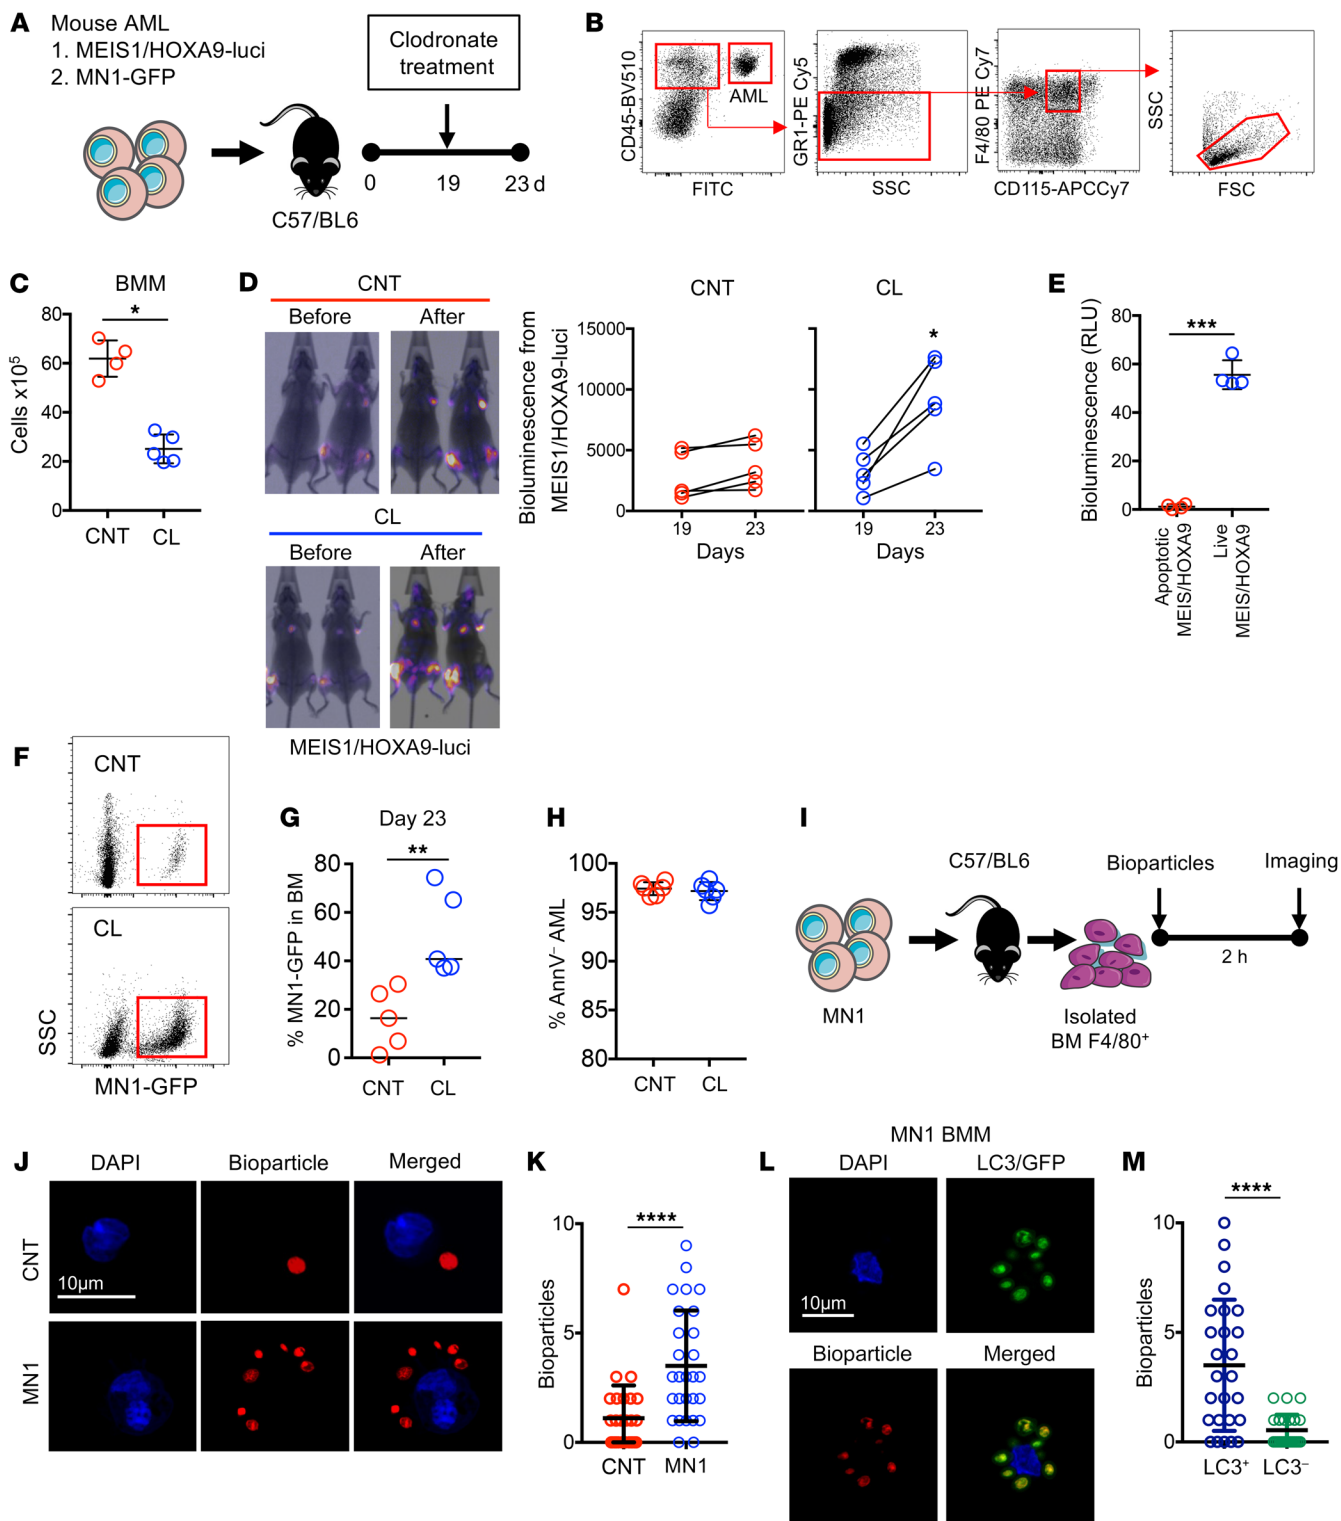 A
Mouse AML
1. MEIS1/HOXA9-luci
2. MN1-GFP
Clodronate
treatment
C57/BL6
0
19
23 d
B
CD45-BV510
FITC
AML
GR1-PE Cy5
SSC
F4/80 PE Cy7
CD115-APCCy7
SSC
FSC
C
BMM
*
Cells x10⁵
80
60
40
20
0
CNT
CL
D
CNT
Before
After
CL
Before
After
MEIS1/HOXA9-luci
Bioluminescence from
MEIS1/HOXA9-luci
CNT
CL
*
15000
10000
5000
0
19
23
19
23
Days
Days
E
Bioluminescence (RLU)
***
80
60
40
20
0
Apoptotic
MEIS/HOXA9
Live
MEIS/HOXA9
F
CNT
CL
SSC
MN1-GFP
G
Day 23
**
% MN1-GFP in BM
80
60
40
20
0
CNT
CL
H
% AnnV⁻ AML
100
95
90
85
80
CNT
CL
I
C57/BL6
Bioparticles
Imaging
2 h
MN1
Isolated
BM F4/80⁺
J
DAPI
Bioparticle
Merged
CNT
10µm
MN1
K
****
Bioparticles
10
5
0
CNT
MN1
MN1 BMM
L
DAPI
LC3/GFP
10µm
Bioparticle
Merged
M
****
Bioparticles
10
5
0
LC3⁺
LC3⁻